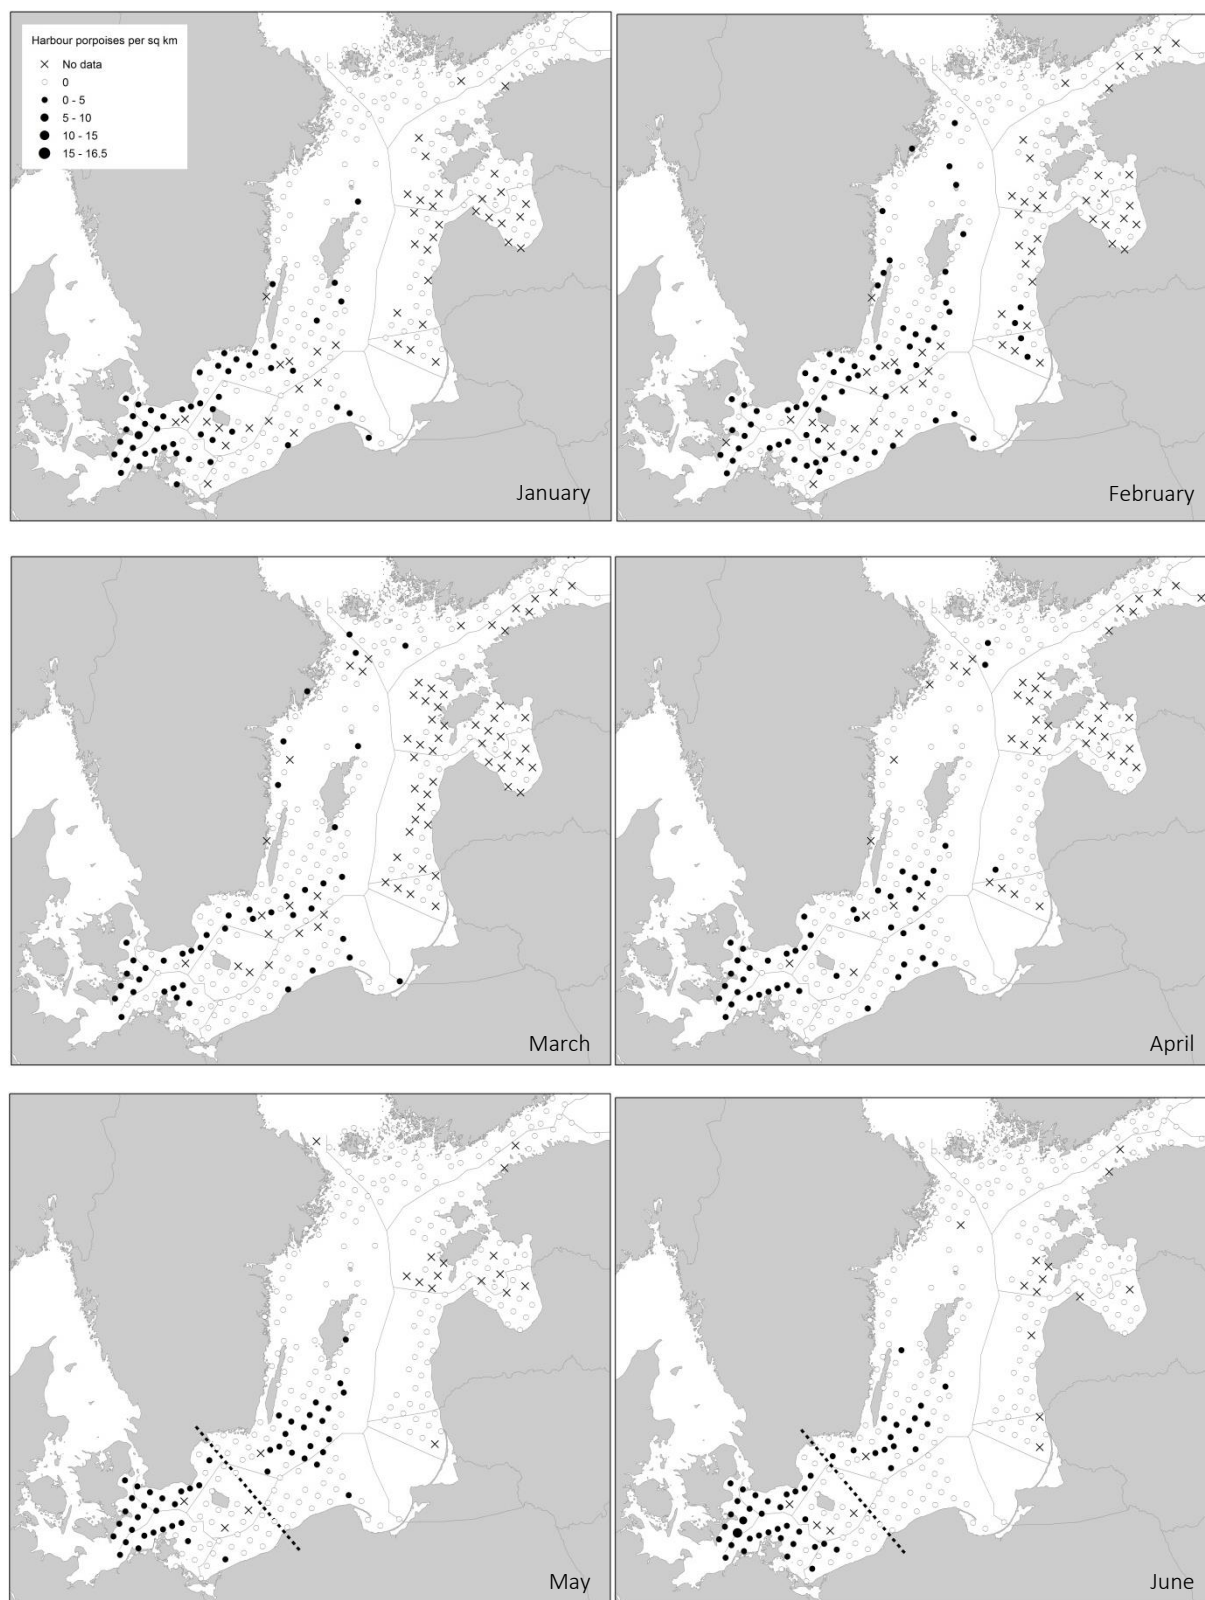 Harbour porpoises per sq km
No data
0
0 - 5
5 - 10
10 - 15
15 - 16.5
January
February
March
April
May
June